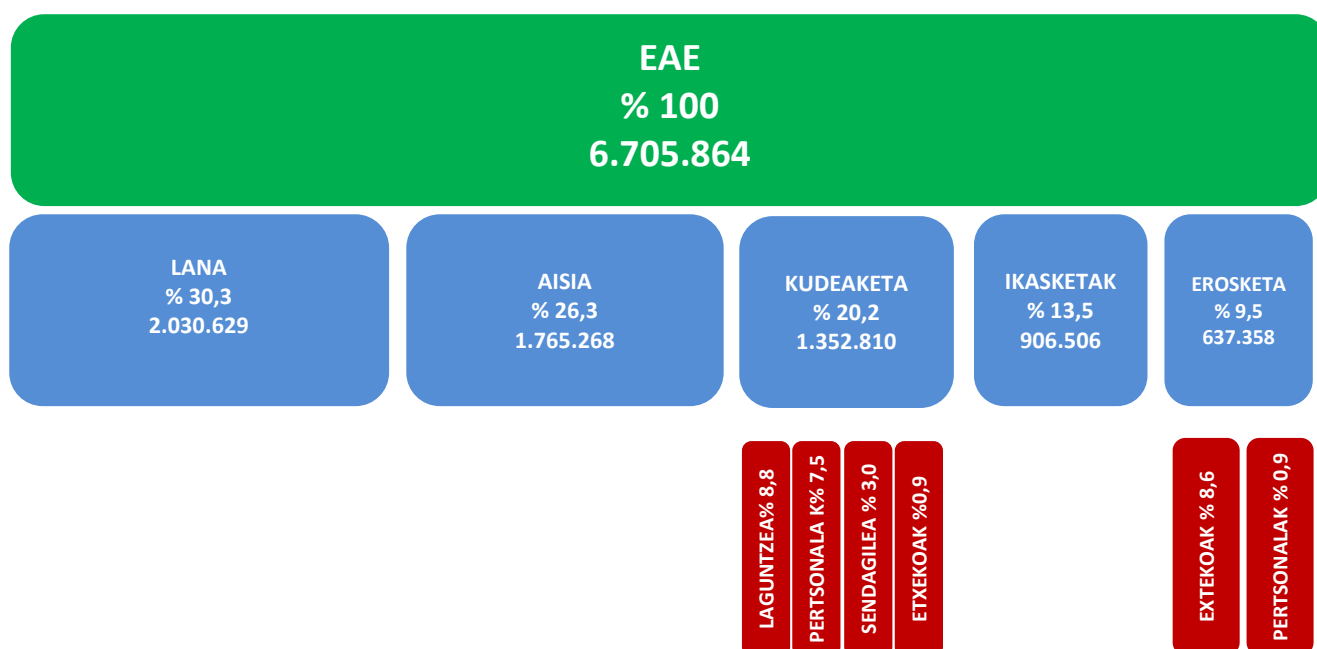 EAE
% 100
6.705.864
LANA
% 30,3
2.030.629
AISIA
% 26,3
1.765.268
KUDEAKETA
% 20,2
1.352.810
IKASKETAK
% 13,5
906.506
EROSKETA
% 9,5
637.358
LAGUNTZEA% 8,8
PERTSONALA K% 7,5
SENDAGILEA % 3,0
ETXEKOAK %0,9
EXTEKOAK % 8,6
PERTSONALAK % 0,9